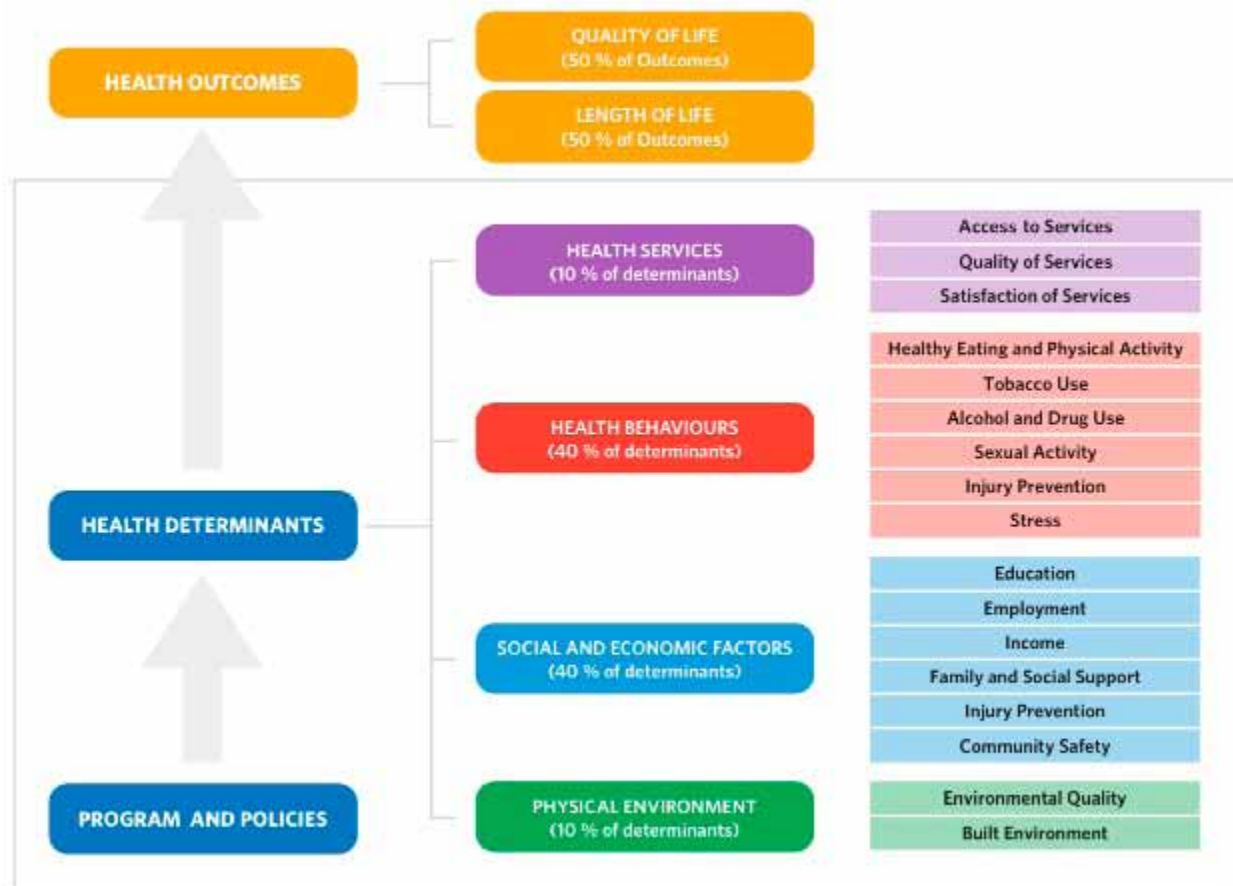 HEALTH OUTCOMES
QUALITY OF LIFE
(50 % of Outcomes)
LENGTH OF LIFE
(50 % of Outcomes)
HEALTH DETERMINANTS
PROGRAM AND POLICIES
HEALTH SERVICES
(10 % of determinants)
Access to Services
Quality of Services
Satisfaction of Services
HEALTH BEHAVIOURS
(40 % of determinants)
Healthy Eating and Physical Activity
Tobacco Use
Alcohol and Drug Use
Sexual Activity
Injury Prevention
Stress
SOCIAL AND ECONOMIC FACTORS
(40 % of determinants)
Education
Employment
Income
Family and Social Support
Injury Prevention
Community Safety
PHYSICAL ENVIRONMENT
(10 % of determinants)
Environmental Quality
Built Environment